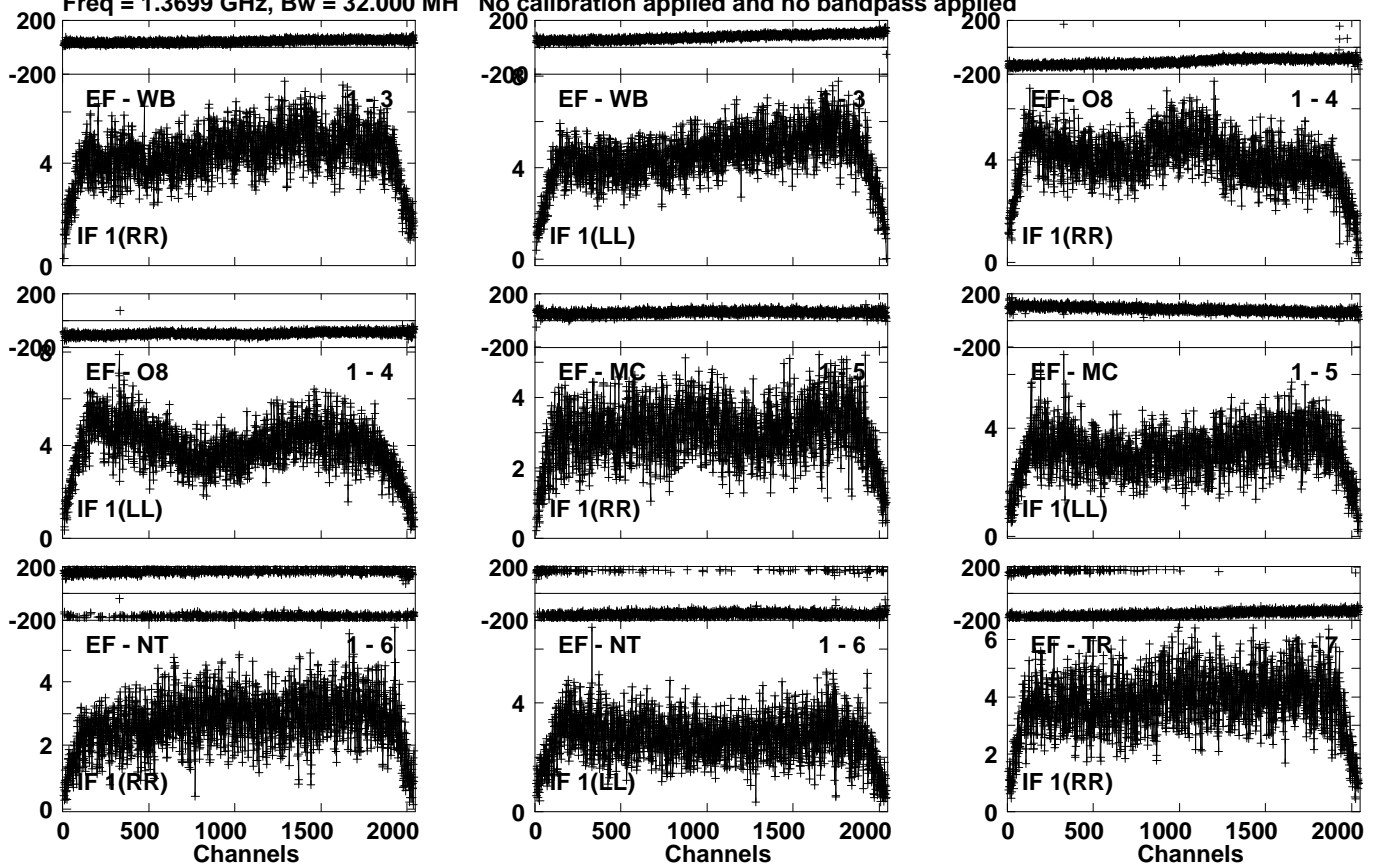 Freq = 1.3699 GHz, Bw = 32.000 MH No calibration applied and no bandpass applied
200
-200
EF - WB 1 - 3
4
IF 1(RR)
0
-200
8
EF - WB 1 - 3
4
IF 1(LL)
0
200
-200
EF - O8 1 - 4
4
IF 1(RR)
0
200
-200
8
EF - O8 1 - 4
4
IF 1(LL)
0
200
-200
EF - MC 1 - 5
4
2
IF 1(RR)
0
200
-200
EF - MC 1 - 5
4
IF 1(LL)
0
200
-200
EF - NT 1 - 6
4
2
IF 1(RR)
0
0 500 1000 1500 2000
Channels
200
-200
EF - NT 1 - 6
4
IF 1(LL)
0
0 500 1000 1500 2000
Channels
200
-200
6
EF - TR 1 - 7
4
2
IF 1(RR)
0
0 500 1000 1500 2000
Channels